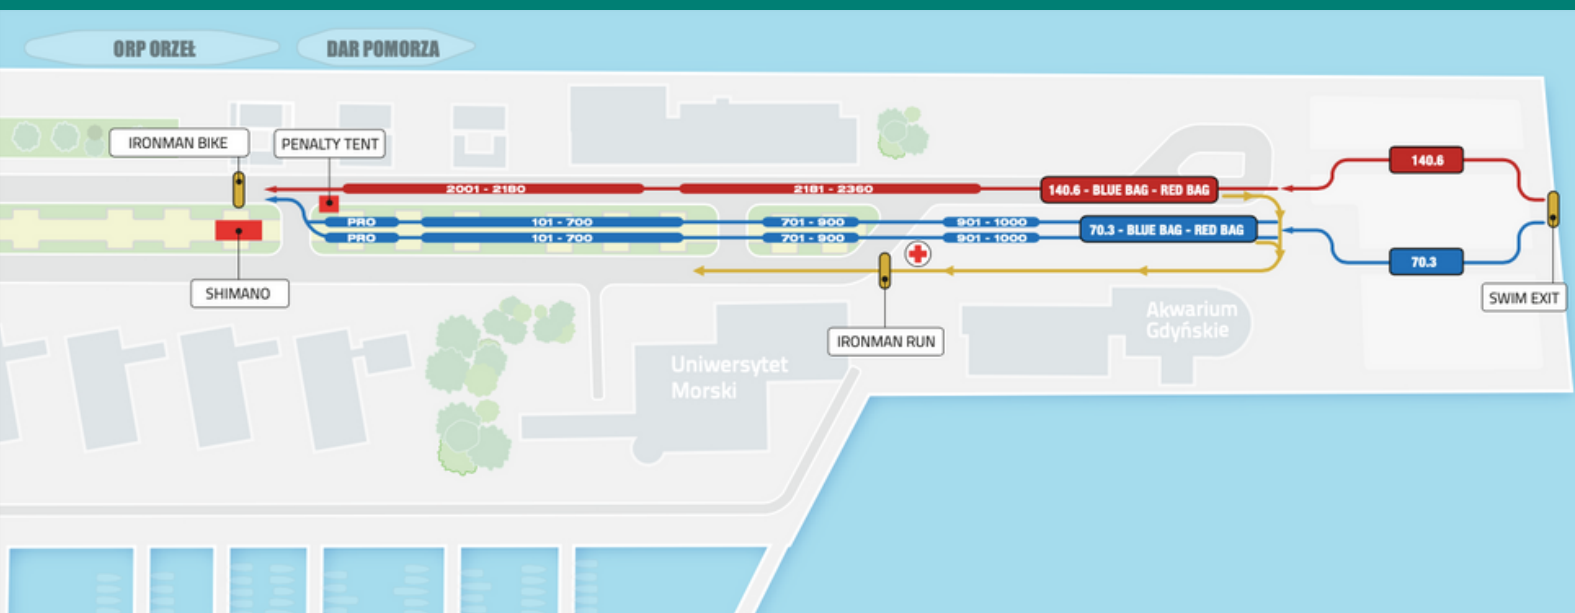 ORP ORZEŁ
DAR POMORZA
IRONMAN BIKE
PENALTY TENT
140.6
2001 - 2180
2181 - 2360
140.6 - BLUE BAG - RED BAG
PRO
101 - 700
701 - 900
901 - 1000
70.3 - BLUE BAG - RED BAG
PRO
101 - 700
701 - 900
901 - 1000
70.3
SHIMANO
SWIM EXIT
IRONMAN RUN
Akwarium
Gdyńskie
Uniwersytet
Morski